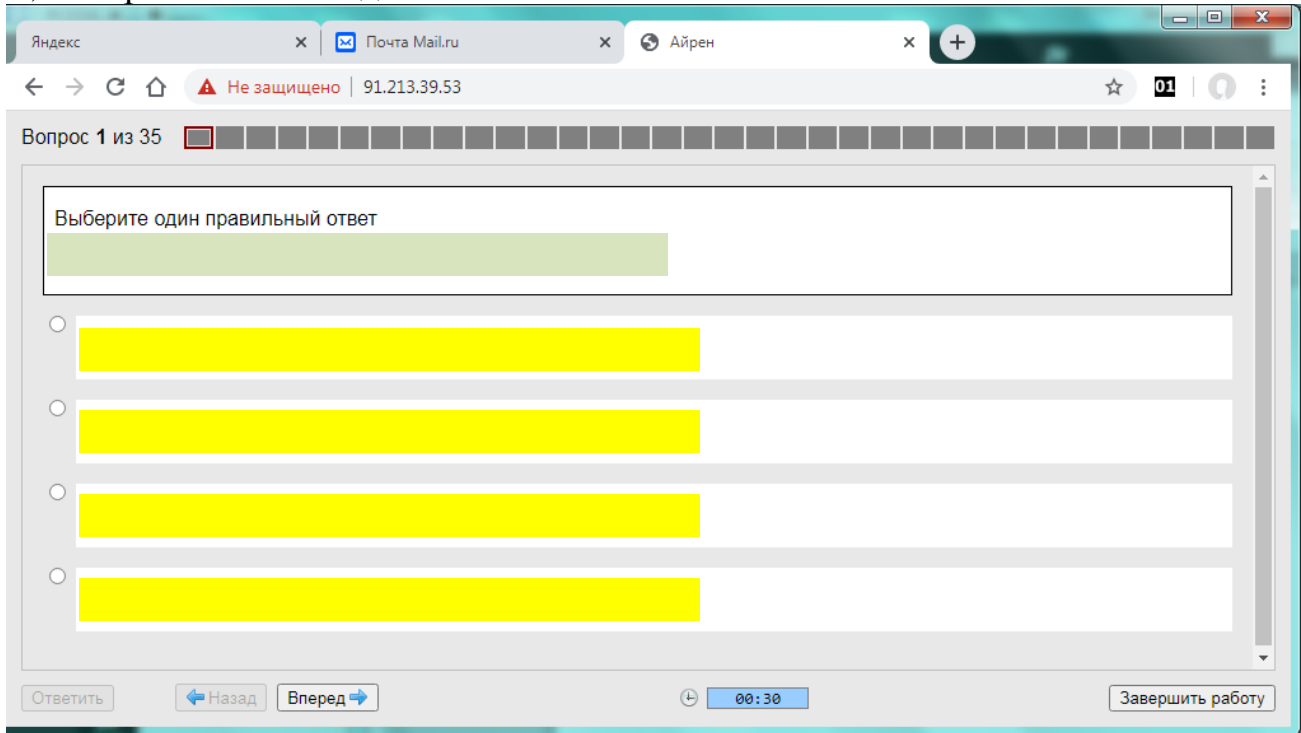 Яндекс
Почта Mail.ru
Айрен
Не защищено
91.213.39.53
01
Вопрос 1 из 35
Выберите один правильный ответ
Ответить
Назад
Вперед
00:30
Завершить работу